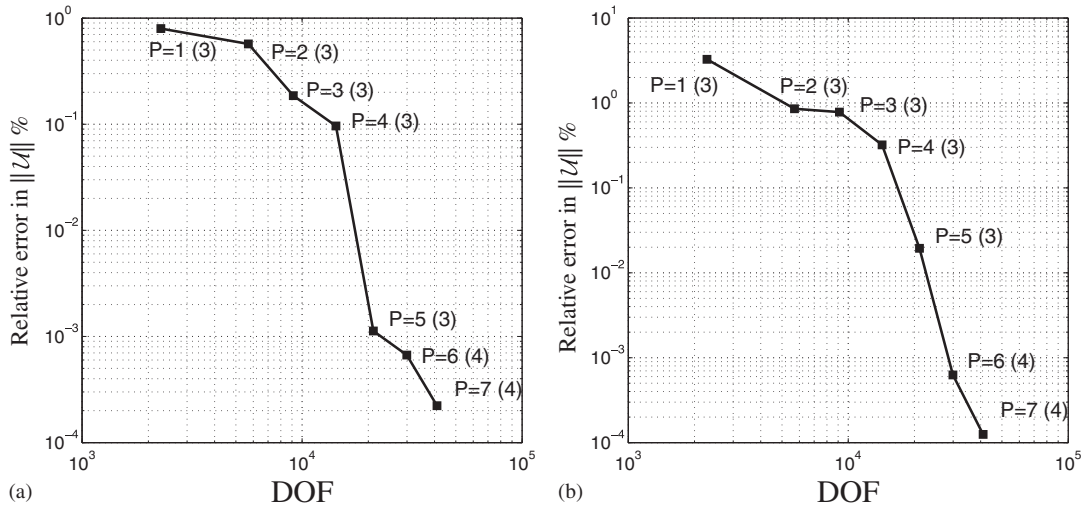 10^0
10^-1
10^-2
10^-3
10^-4
Relative error in ||𝒰|| %
P=1 (3)
P=2 (3)
P=3 (3)
P=4 (3)
P=5 (3)
P=6 (4)
P=7 (4)
10^3
10^4
10^5
(a)
DOF
10^1
10^0
10^-1
10^-2
10^-3
10^-4
Relative error in ||𝒰|| %
P=1 (3)
P=2 (3)
P=3 (3)
P=4 (3)
P=5 (3)
P=6 (4)
P=7 (4)
10^3
10^4
10^5
(b)
DOF